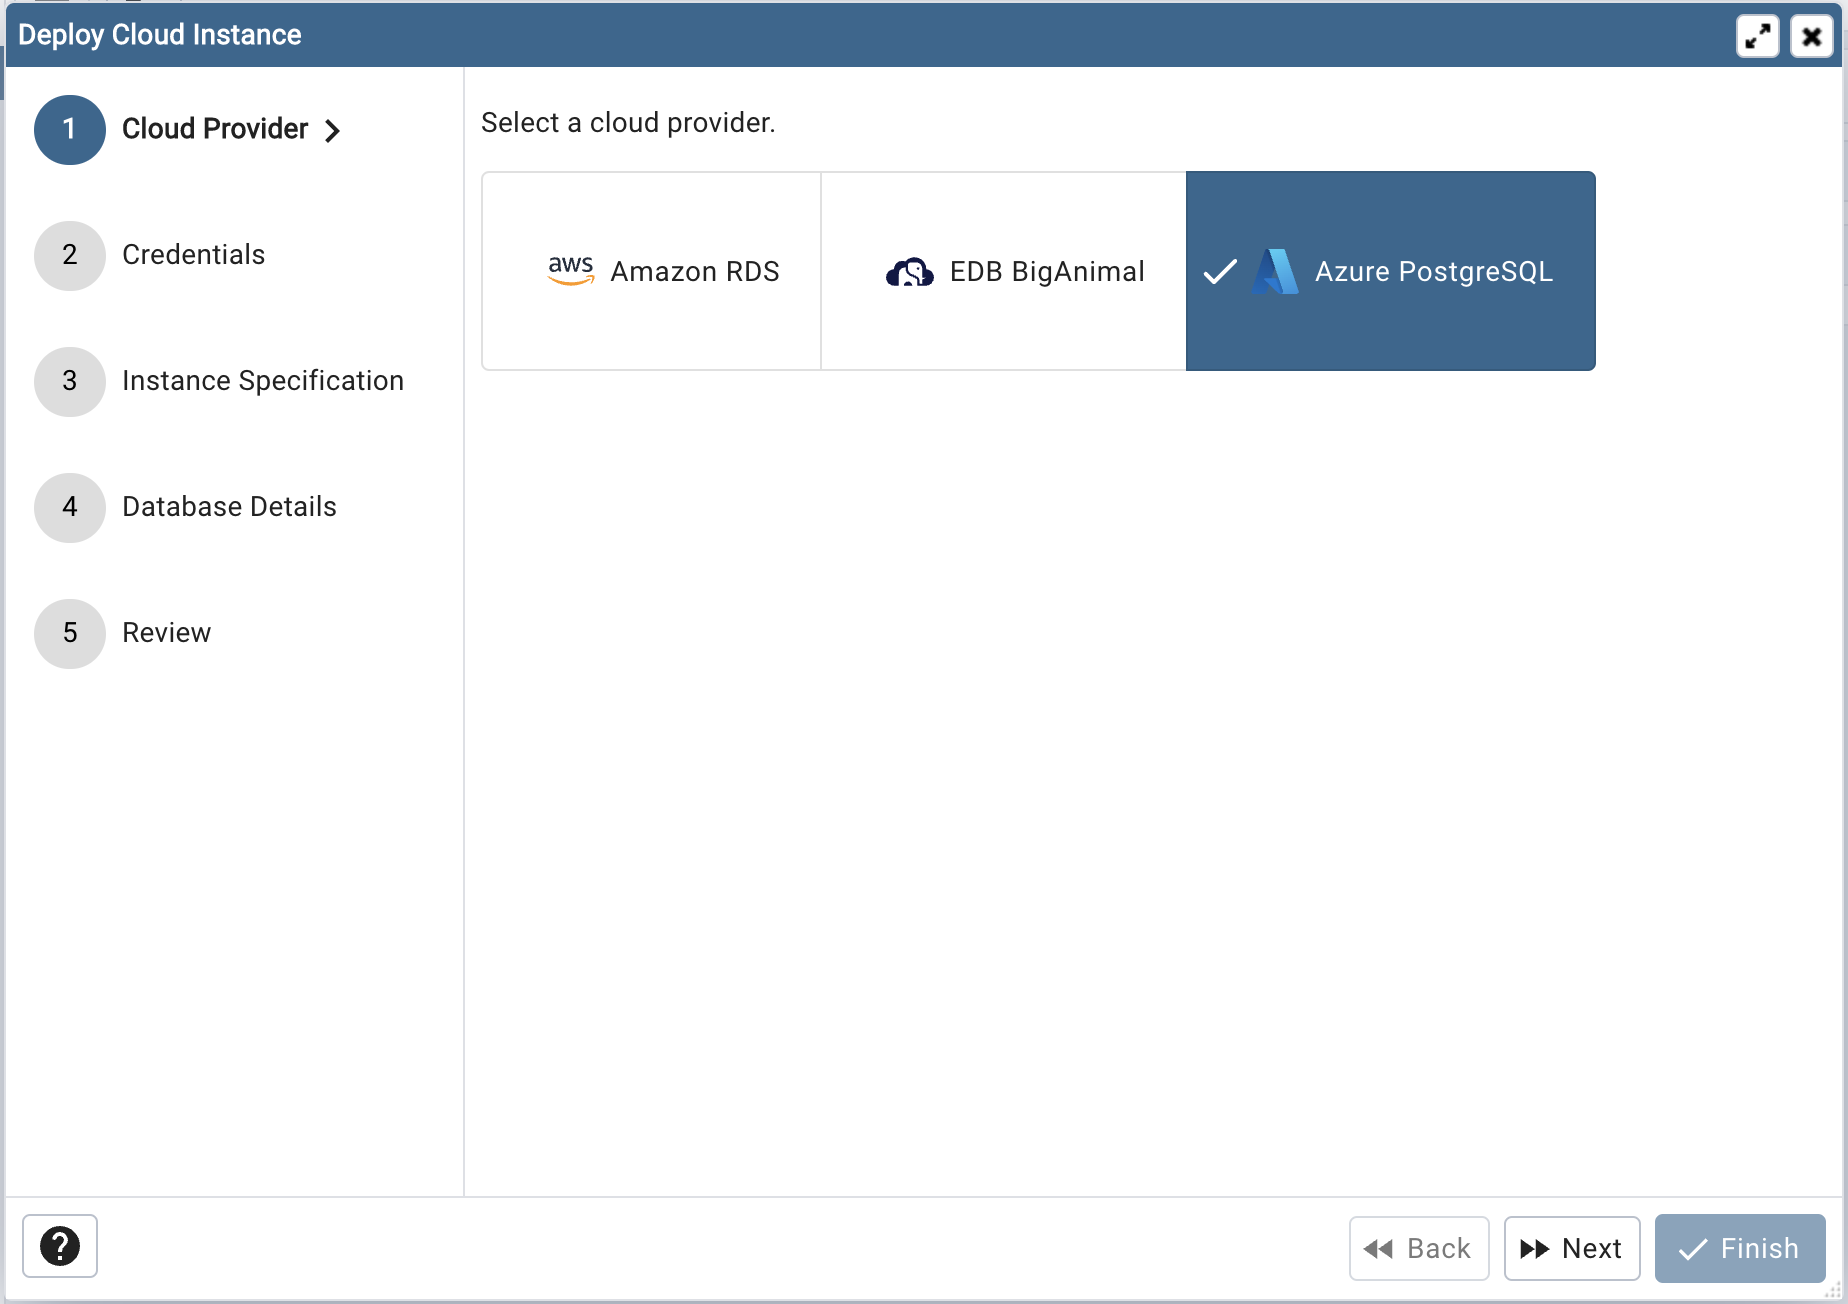 Deploy Cloud Instance
1 Cloud Provider
2 Credentials
3 Instance Specification
4 Database Details
5 Review
Select a cloud provider.
aws Amazon RDS
EDB BigAnimal
Azure PostgreSQL
?
Back
Next
Finish